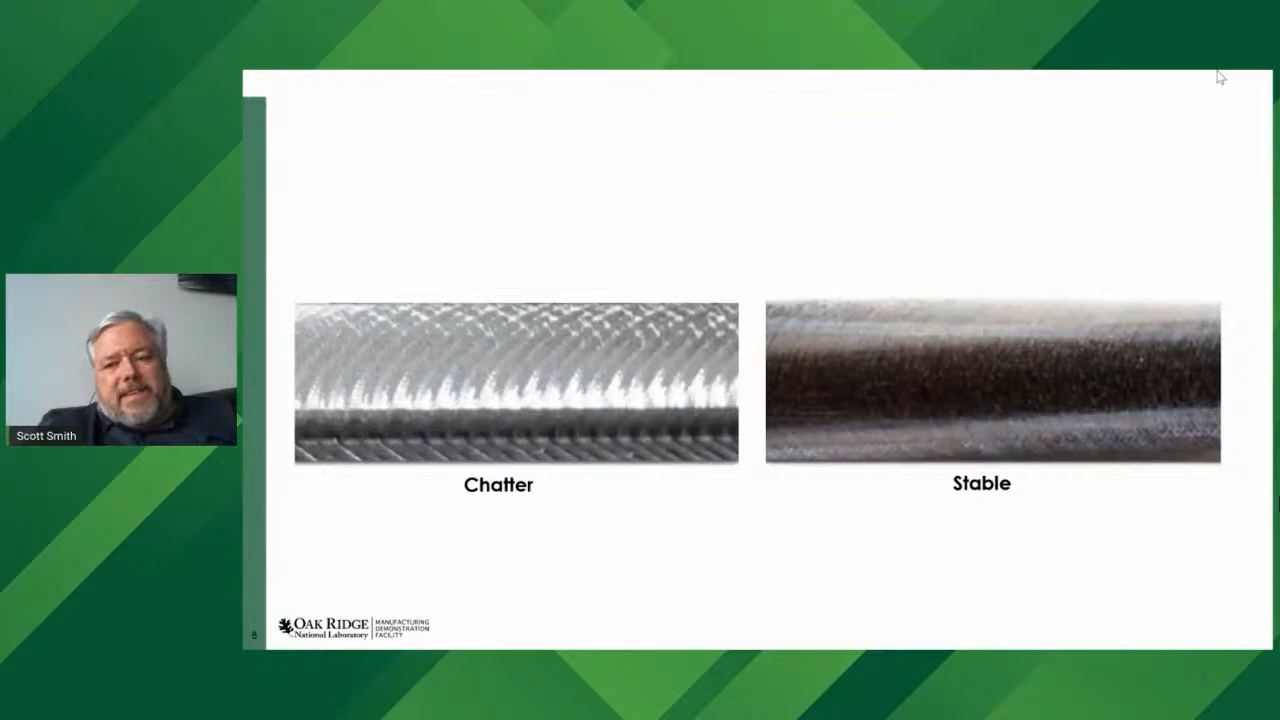 Scott Smith
Chatter
Stable
8
OAK RIDGE
National Laboratory
MANUFACTURING
DEMONSTRATION
FACILITY